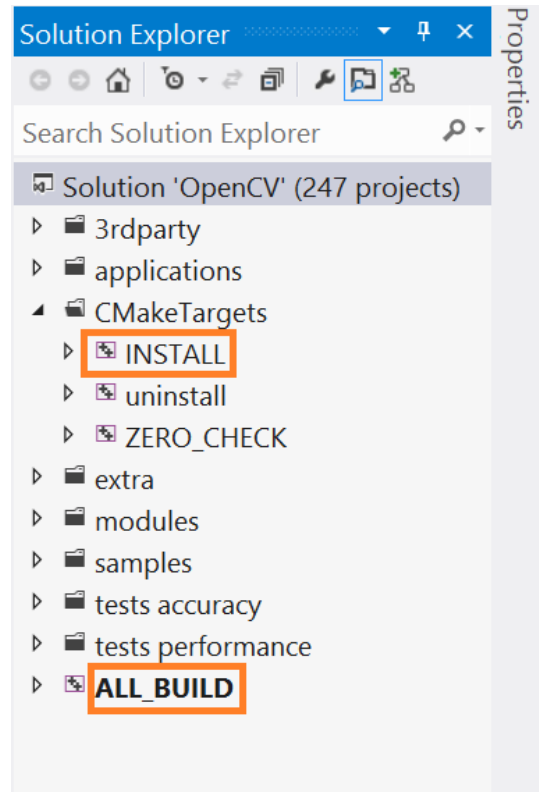 Solution Explorer
Properties
Search Solution Explorer
Solution 'OpenCV' (247 projects)
3rdparty
applications
CMakeTargets
INSTALL
uninstall
ZERO_CHECK
extra
modules
samples
tests accuracy
tests performance
ALL_BUILD